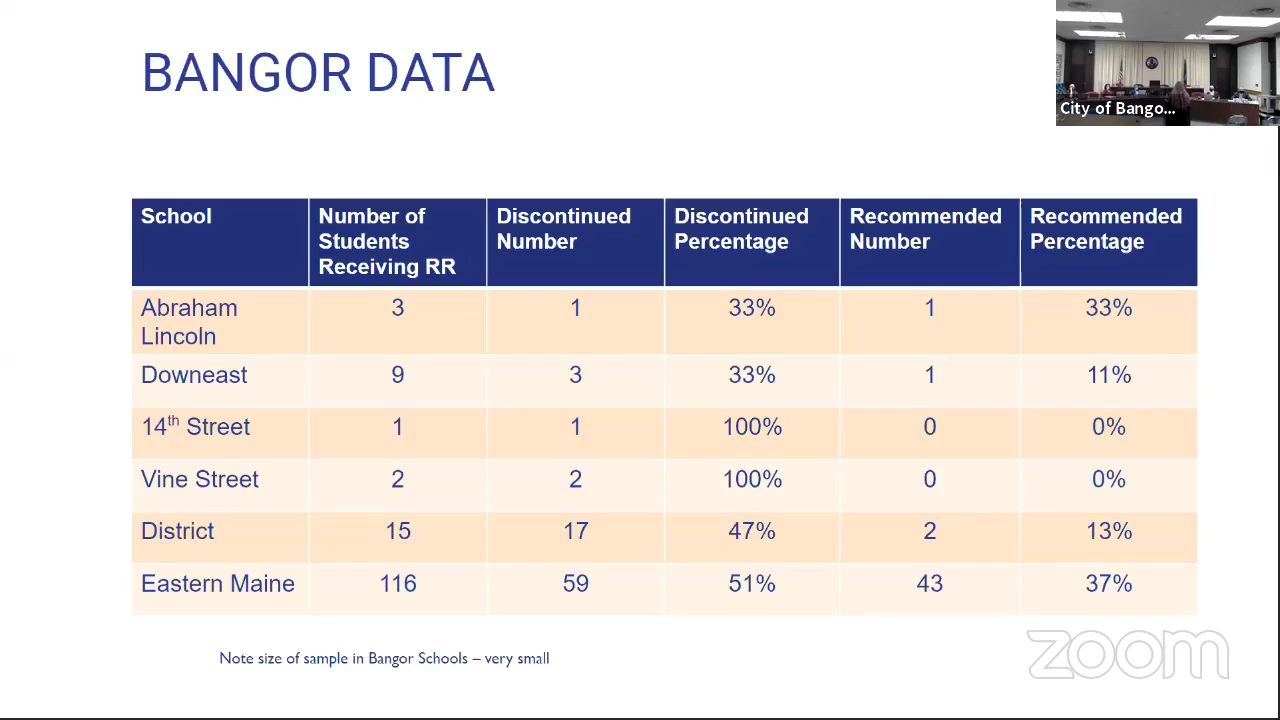 BANGOR DATA
City of Bango...
School Number of Students Receiving RR Discontinued Number Discontinued Percentage Recommended Number Recommended Percentage
Abraham Lincoln 3 1 33% 1 33%
Downeast 9 3 33% 1 11%
14th Street 1 1 100% 0 0%
Vine Street 2 2 100% 0 0%
District 15 17 47% 2 13%
Eastern Maine 116 59 51% 43 37%
Note size of sample in Bangor Schools – very small
zoom